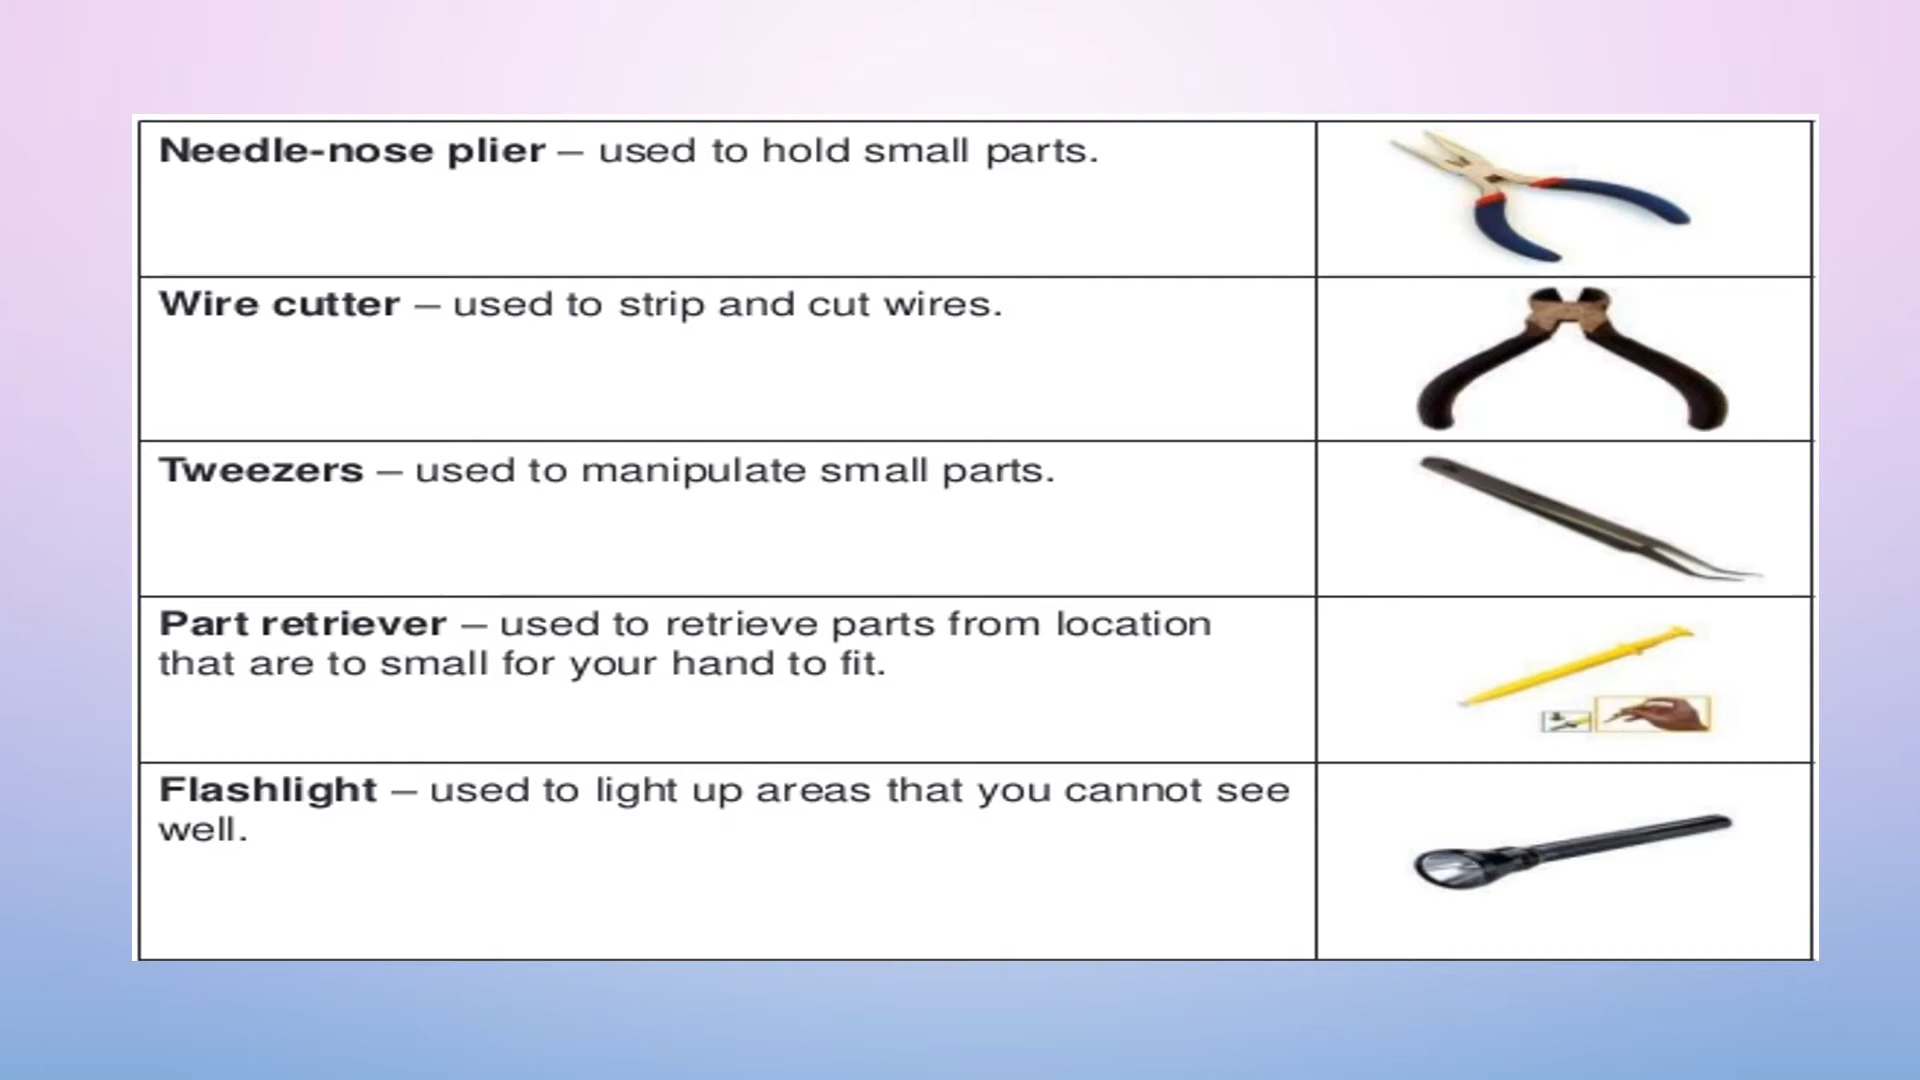 Needle-nose plier – used to hold small parts.
Wire cutter – used to strip and cut wires.
Tweezers – used to manipulate small parts.
Part retriever – used to retrieve parts from location
that are to small for your hand to fit.
Flashlight – used to light up areas that you cannot see
well.